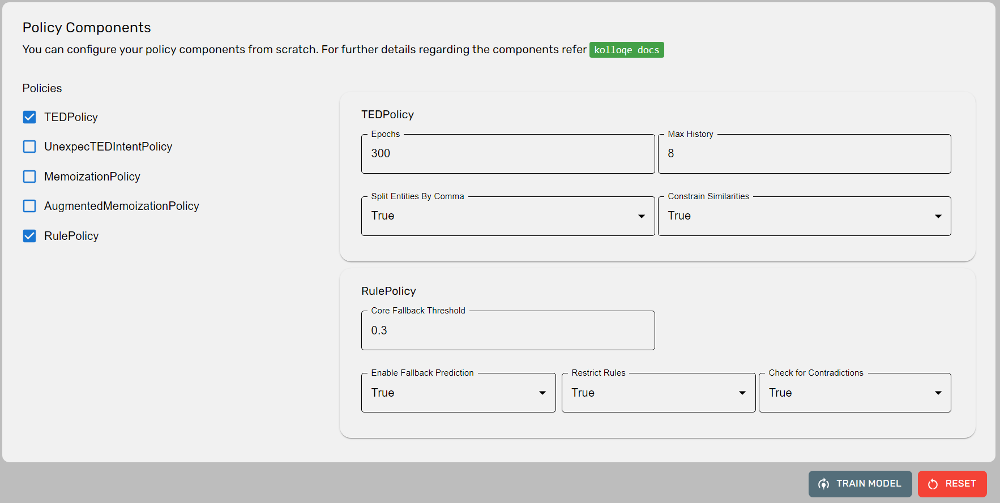 Policy Components
You can configure your policy components from scratch. For further details regarding the components refer kolloqe docs
Policies
TEDPolicy
UnexpecTEDIntentPolicy
MemoizationPolicy
AugmentedMemoizationPolicy
RulePolicy
TEDPolicy
Epochs
300
Max History
8
Split Entities By Comma
True
Constrain Similarities
True
RulePolicy
Core Fallback Threshold
0.3
Enable Fallback Prediction
True
Restrict Rules
True
Check for Contradictions
True
TRAIN MODEL
RESET